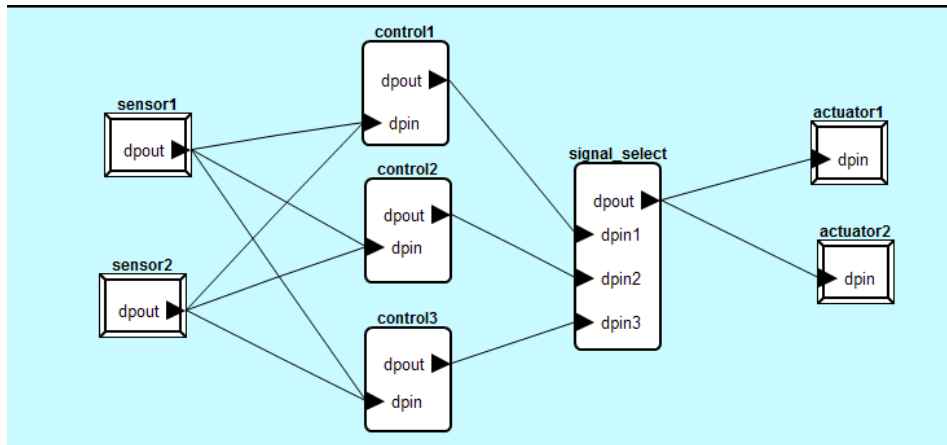 control1
dpout
dpin
sensor1
dpout
control2
dpout
dpin
sensor2
dpout
control3
dpout
dpin
signal_select
dpout
dpin1
dpin2
dpin3
actuator1
dpin
actuator2
dpin